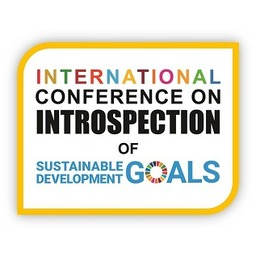 INTERNATIONAL
CONFERENCE ON
INTROSPECTION
OF
SUSTAINABLE
DEVELOPMENT GOALS